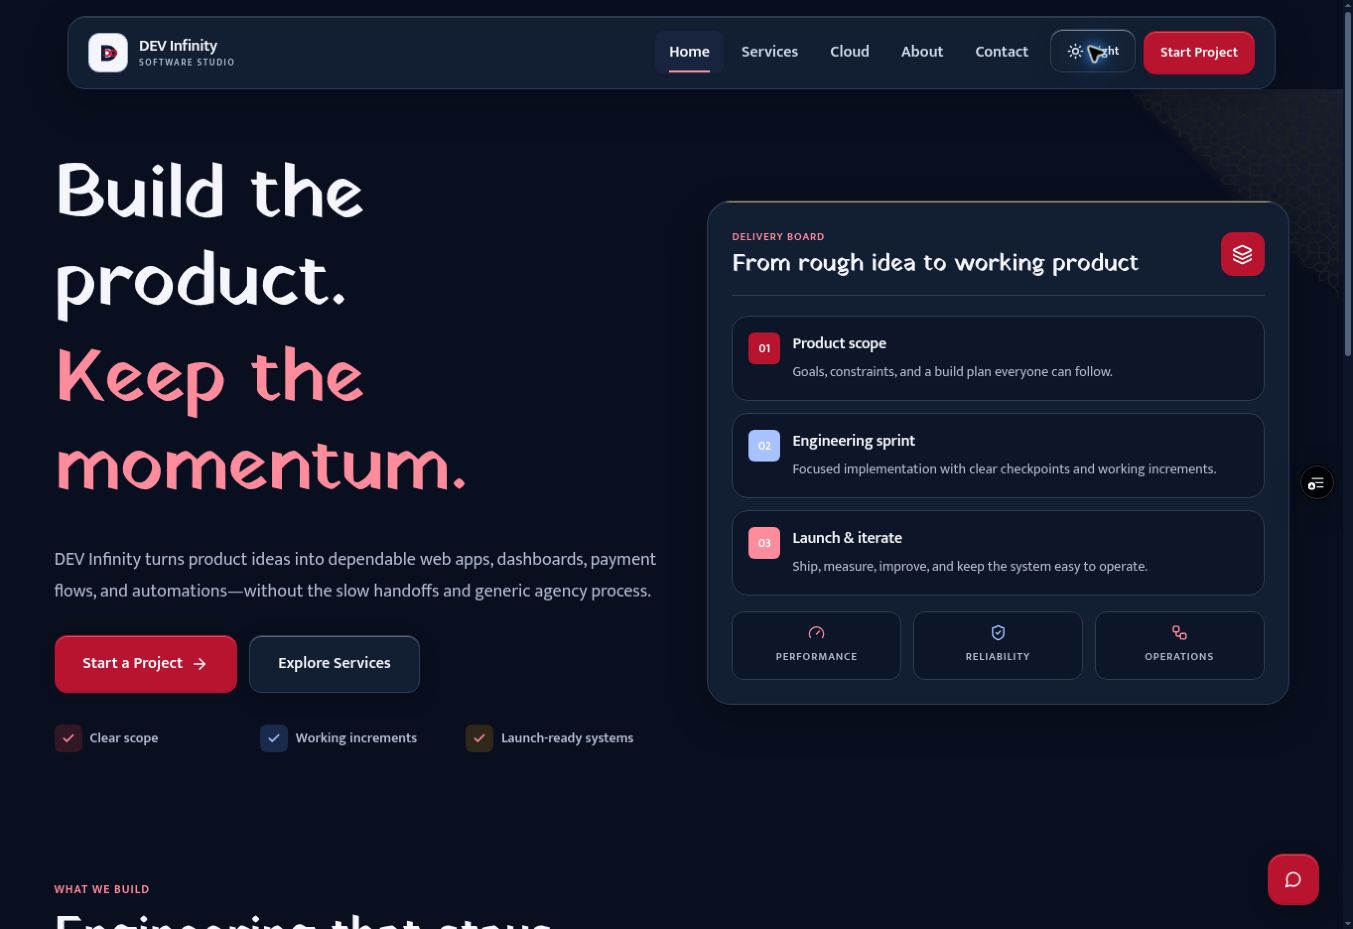 DEV Infinity
SOFTWARE STUDIO
Home
Services
Cloud
About
Contact
Start Project
Build the
product.
Keep the
momentum.
DEV Infinity turns product ideas into dependable web apps, dashboards, payment
flows, and automations—without the slow handoffs and generic agency process.
Start a Project
Explore Services
Clear scope
Working increments
Launch-ready systems
DELIVERY BOARD
From rough idea to working product
01
Product scope
Goals, constraints, and a build plan everyone can follow.
02
Engineering sprint
Focused implementation with clear checkpoints and working increments.
03
Launch & iterate
Ship, measure, improve, and keep the system easy to operate.
PERFORMANCE
RELIABILITY
OPERATIONS
WHAT WE BUILD
Engineering that stays